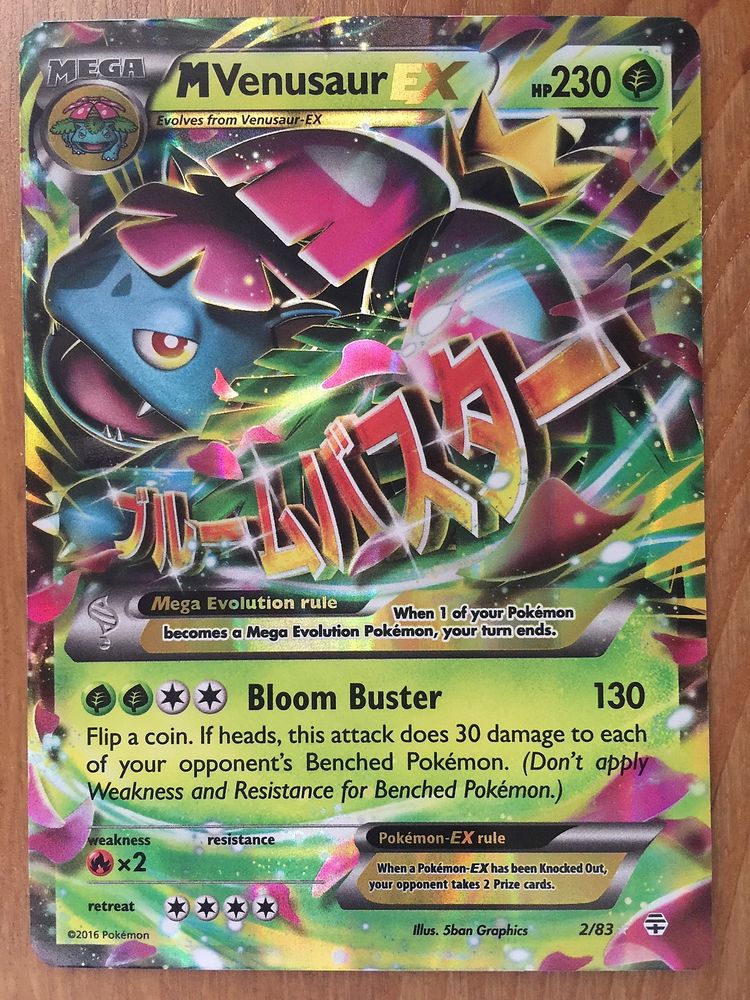 MEGA
M Venusaur EX
HP230
Evolves from Venusaur-EX
ブルームバスター
Mega Evolution rule
When 1 of your Pokémon
becomes a Mega Evolution Pokémon, your turn ends.
Bloom Buster 130
Flip a coin. If heads, this attack does 30 damage to each
of your opponent's Benched Pokémon. (Don't apply
Weakness and Resistance for Benched Pokémon.)
weakness resistance
×2
Pokémon-EX rule
When a Pokémon-EX has been Knocked Out,
your opponent takes 2 Prize cards.
retreat
©2016 Pokémon
Illus. 5ban Graphics
2/83